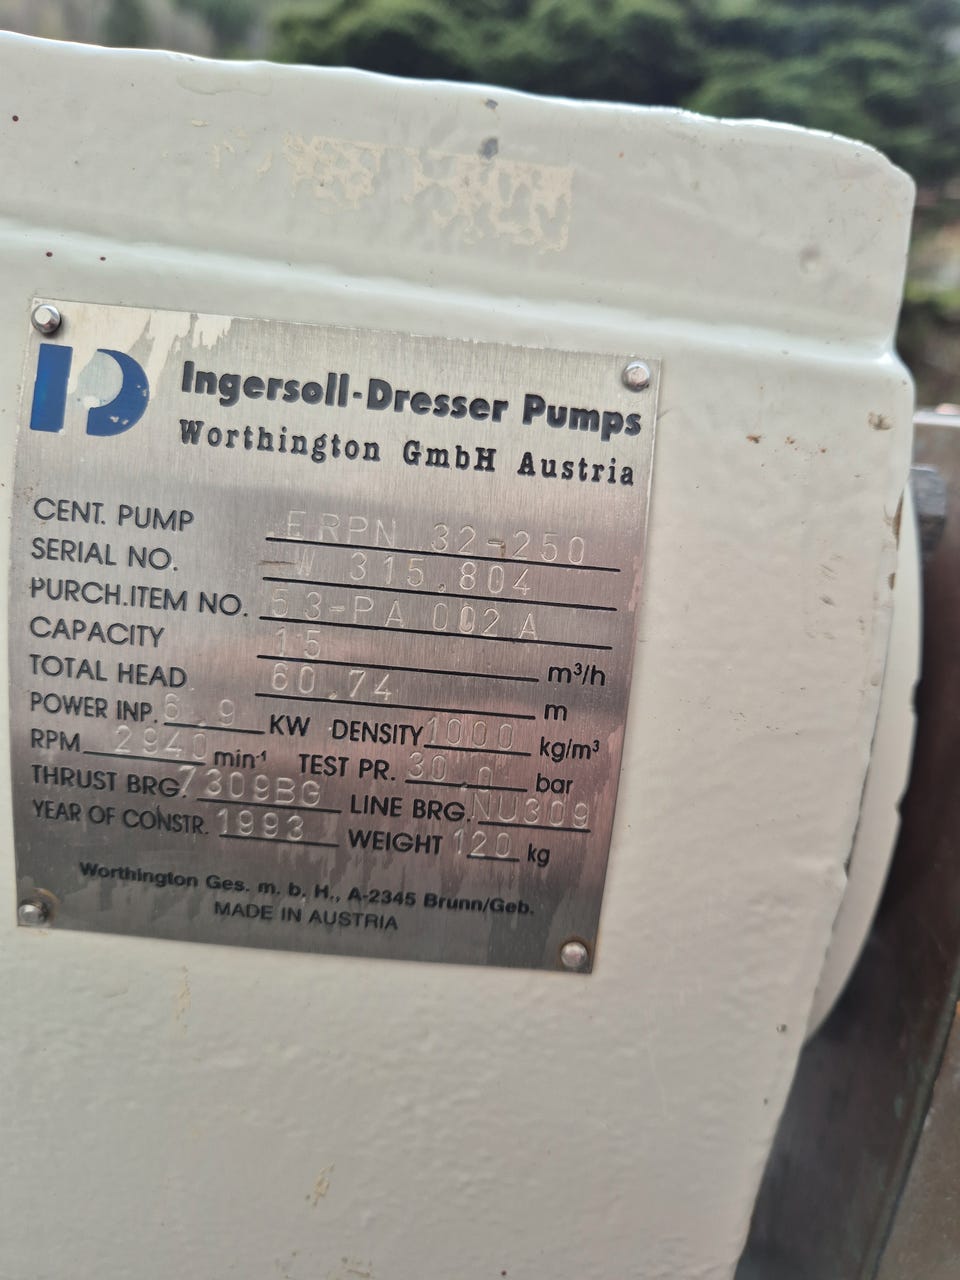 Ingersoll-Dresser Pumps
Worthington GmbH Austria
CENT. PUMP ERPN 32-250
SERIAL NO. W 315.804
PURCH.ITEM NO. 53-PA 002 A
CAPACITY 15 m³/h
TOTAL HEAD 60.74 m
POWER INP. 6.9 KW DENSITY 1000 kg/m³
RPM 2940 min⁻¹ TEST PR. 30.0 bar
THRUST BRG. 7309BG LINE BRG. NU309
YEAR OF CONSTR. 1993 WEIGHT 120 kg
Worthington Ges. m. b. H., A-2345 Brunn/Geb.
MADE IN AUSTRIA